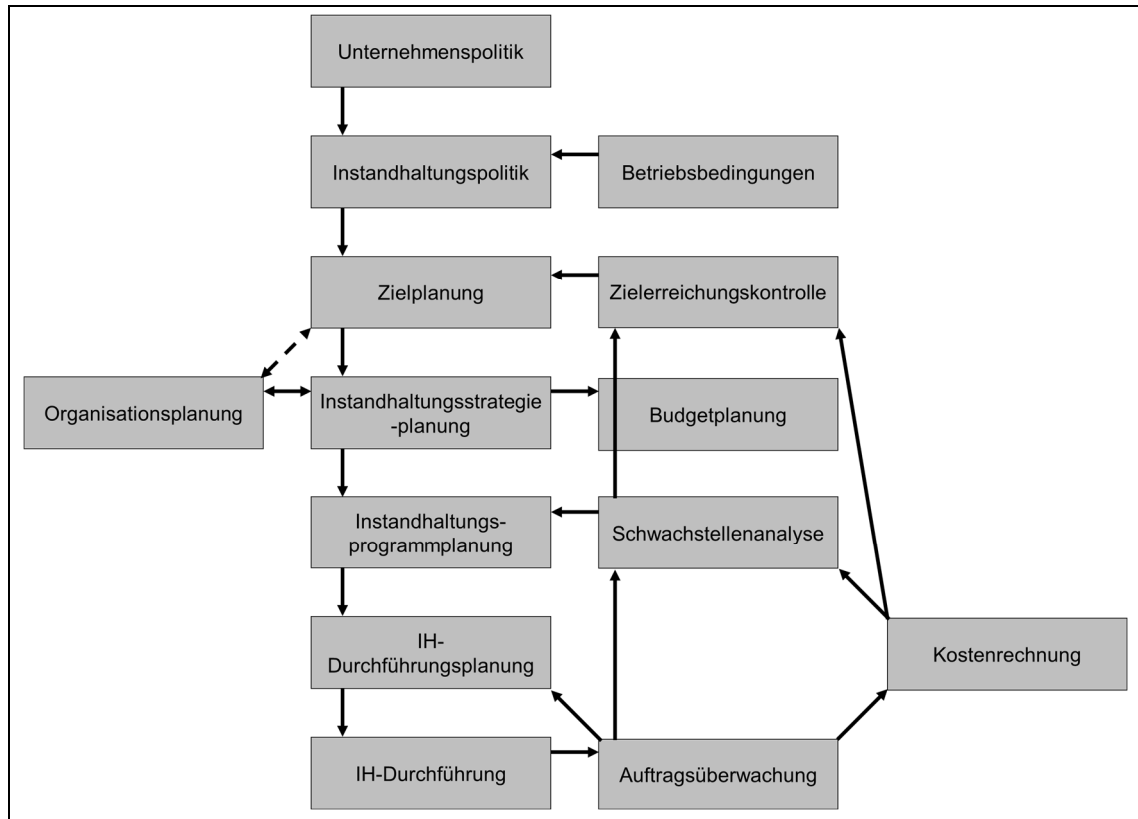 Unternehmenspolitik
Instandhaltungspolitik
Betriebsbedingungen
Zielplanung
Zielerreichungskontrolle
Organisationsplanung
Instandhaltungsstrategie
-planung
Budgetplanung
Instandhaltungs-
programmplanung
Schwachstellenanalyse
IH-
Durchführungsplanung
Kostenrechnung
IH-Durchführung
Auftragsüberwachung